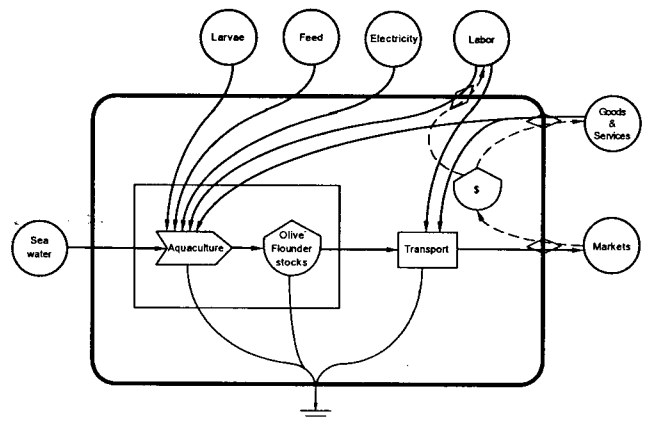 Larvae
Feed
Electricity
Labor
Goods
&
Services
$
Sea
water
Aquaculture
Olive
Flounder
stocks
Transport
Markets